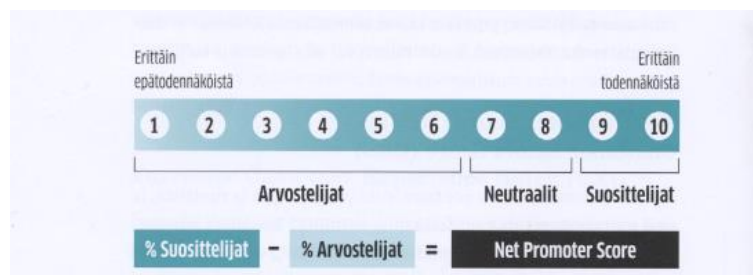 Erittäin
epätodennäköistä
Erittäin
todennäköistä
1 2 3 4 5 6 7 8 9 10
Arvostelijat Neutraalit Suosittelijat
% Suosittelijat – % Arvostelijat = Net Promoter Score